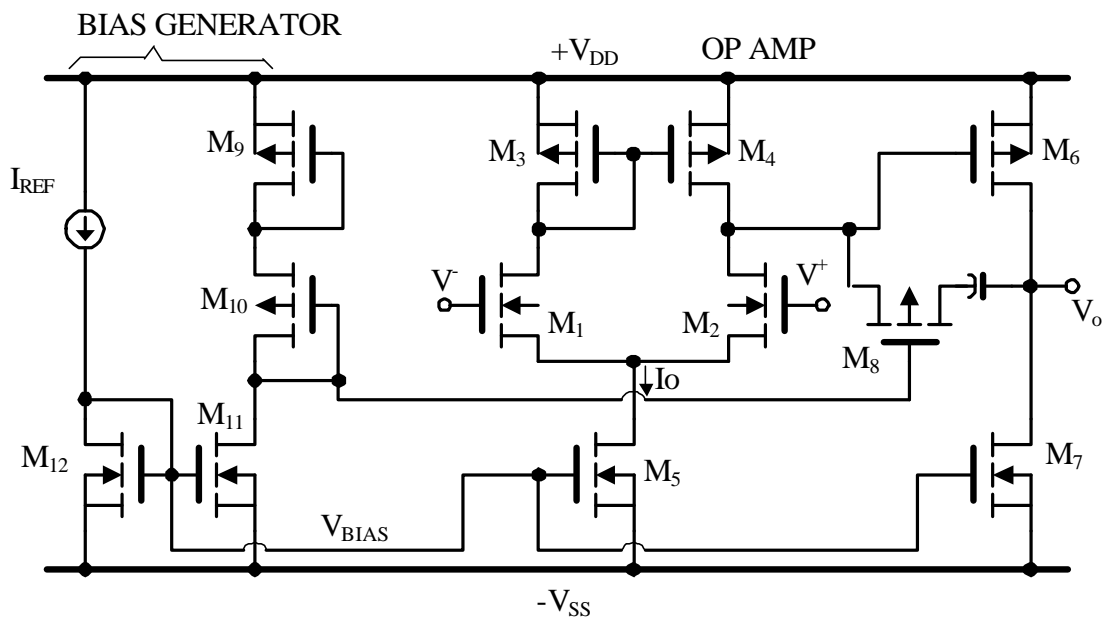 BIAS GENERATOR
+V_DD
OP AMP
M_9
M_3
M_4
M_6
I_REF
M_10
V^-
V^+
M_1
M_2
V_o
M_8
Io
M_11
M_12
M_5
M_7
V_BIAS
-V_SS